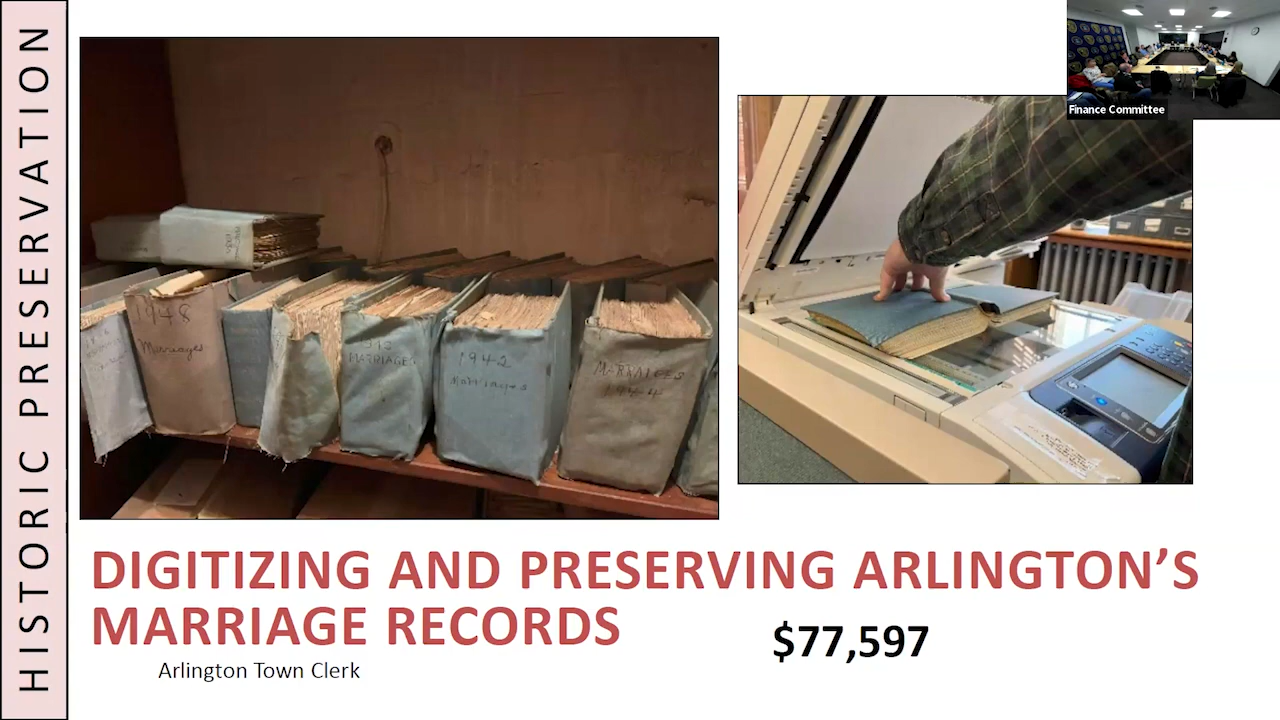 HISTORIC PRESERVATION
Finance Committee
1948
Marriages
MARRIAGES
1942
Marriages
MARRAIGES
1944
DIGITIZING AND PRESERVING ARLINGTON’S
MARRIAGE RECORDS
$77,597
Arlington Town Clerk